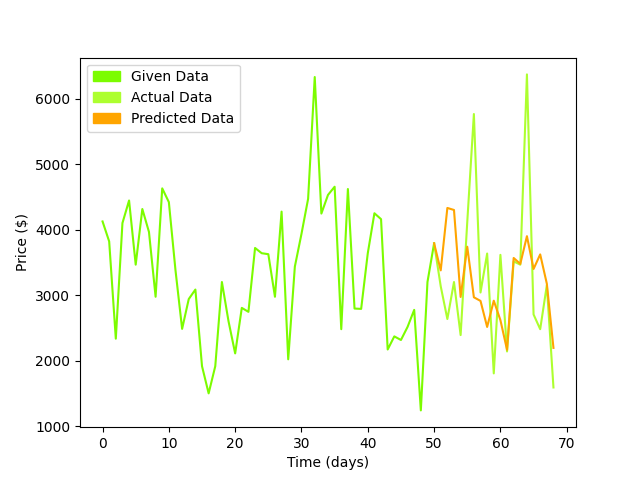 Given Data
Actual Data
Predicted Data
6000
5000
4000
3000
2000
1000
Price ($)
0 10 20 30 40 50 60 70
Time (days)